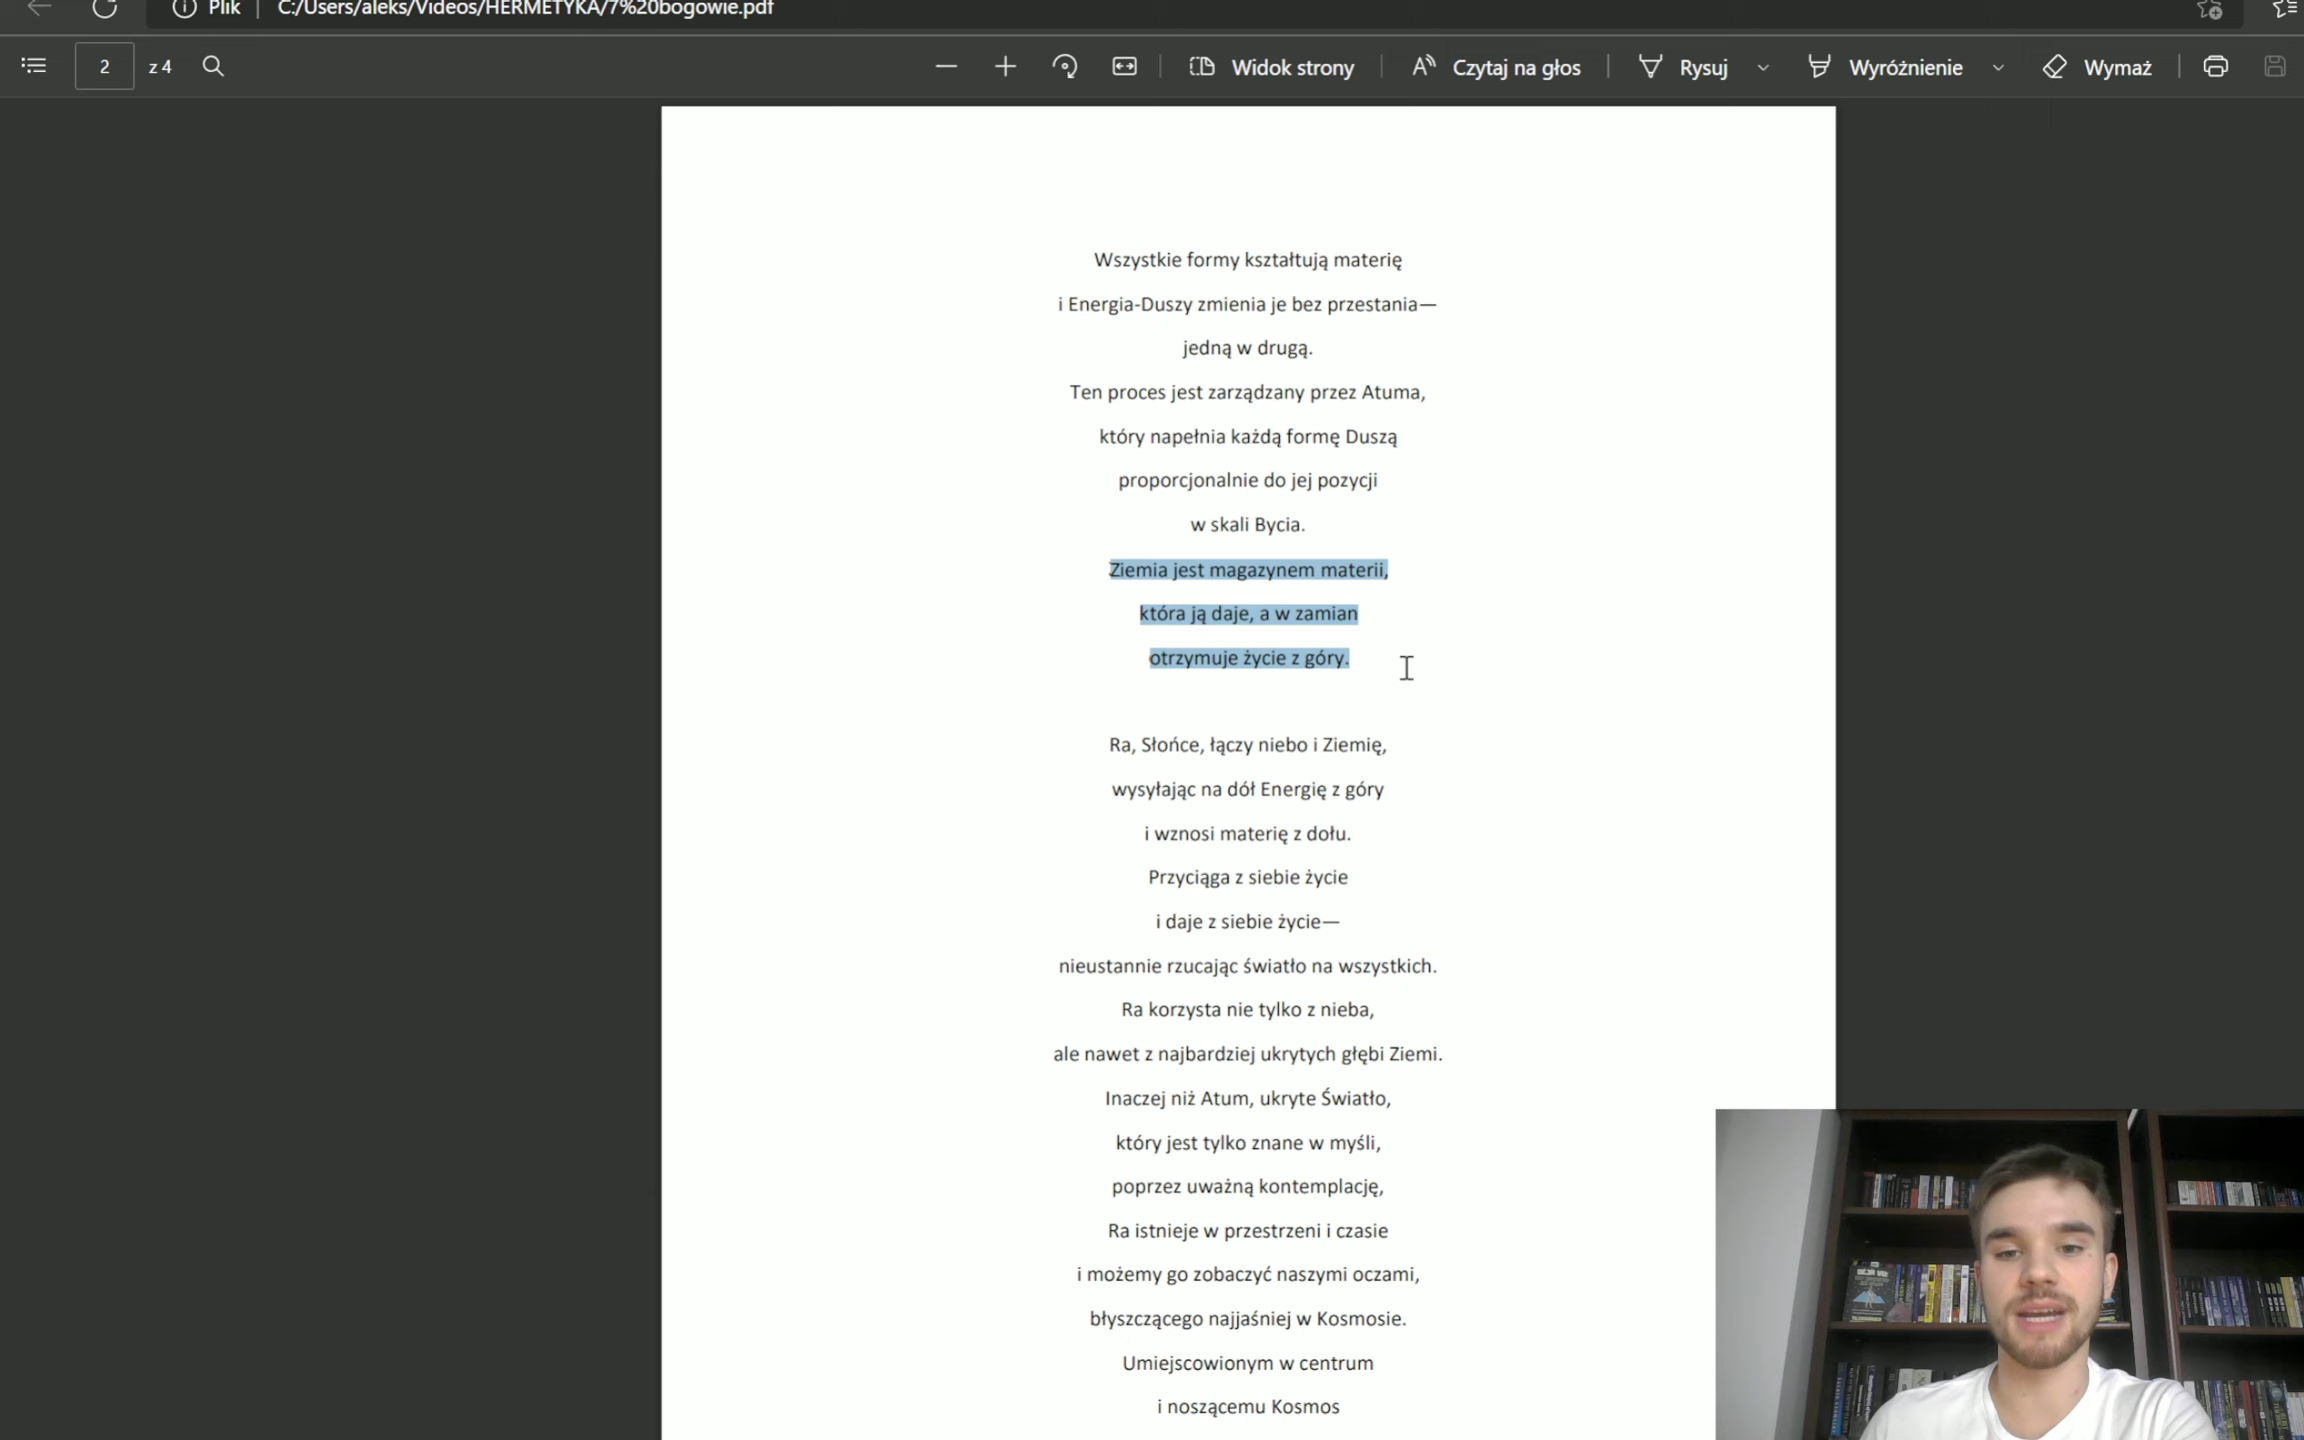 Plik C:/Users/aleks/Videos/HERMETYKA/7%20bogowie.pdf
2 z 4 Widok strony Czytaj na głos Rysuj Wyróżnienie Wymaż
Wszystkie formy kształtują materię
i Energia-Duszy zmienia je bez przestania—
jedną w drugą.
Ten proces jest zarządzany przez Atuma,
który napełnia każdą formę Duszą
proporcjonalnie do jej pozycji
w skali Bycia.
Ziemia jest magazynem materii,
która ją daje, a w zamian
otrzymuje życie z góry.
Ra, Słońce, łączy niebo i Ziemię,
wysyłając na dół Energię z góry
i wznosi materię z dołu.
Przyciąga z siebie życie
i daje z siebie życie—
nieustannie rzucając światło na wszystkich.
Ra korzysta nie tylko z nieba,
ale nawet z najbardziej ukrytych głębi Ziemi.
Inaczej niż Atum, ukryte Światło,
który jest tylko znane w myśli,
poprzez uważną kontemplację,
Ra istnieje w przestrzeni i czasie
i możemy go zobaczyć naszymi oczami,
błyszczącego najjaśniej w Kosmosie.
Umiejscowionym w centrum
i noszącemu Kosmos